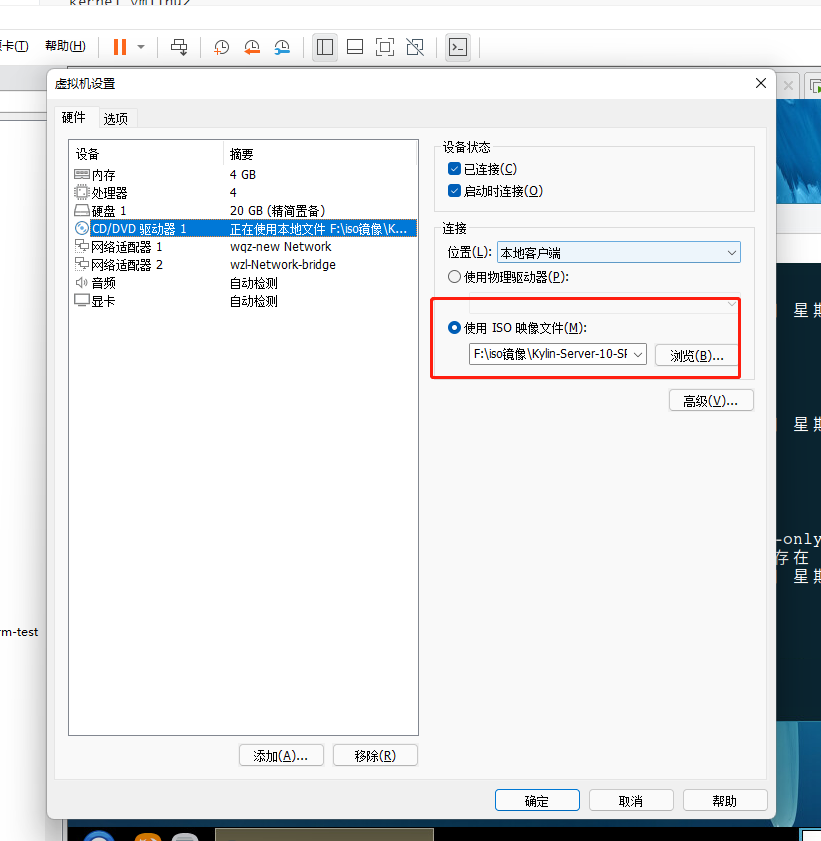 kernel vmlinuz
卡(T) 帮助(H)
虚拟机设置
硬件 选项
设备 摘要
内存 4 GB
处理器 4
硬盘 1 20 GB (精简置备)
CD/DVD 驱动器 1 正在使用本地文件 F:\iso镜像\K...
网络适配器 1 wqz-new Network
网络适配器 2 wzl-Network-bridge
音频 自动检测
显卡 自动检测
添加(A)... 移除(R)
设备状态
已连接(C)
启动时连接(O)
连接
位置(L): 本地客户端
使用物理驱动器(P):
使用 ISO 映像文件(M):
F:\iso镜像\Kylin-Server-10-SF 浏览(B)...
高级(V)...
确定 取消 帮助
星期
星期
-only
存在
星期
m-test